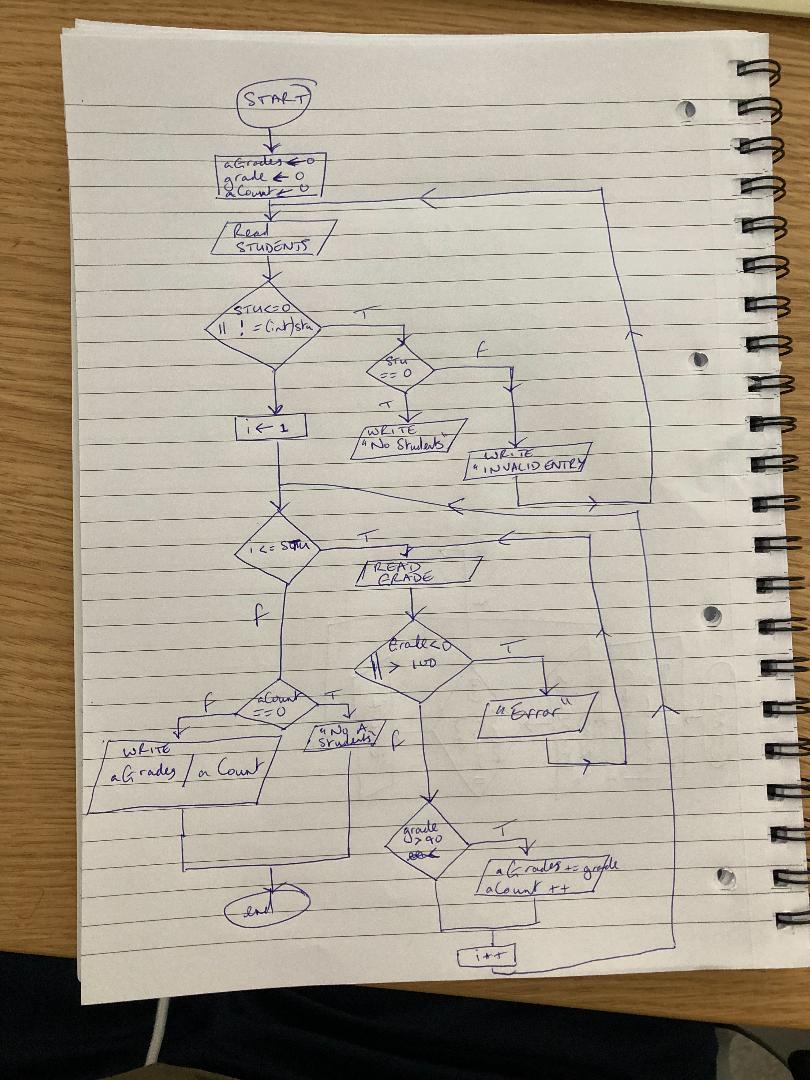 START
aGrades ← 0
grade ← 0
aCount ← 0
Read
STUDENTS
STU<=0
|| ! = (int)stu
T
STU
== 0
F
T
WRITE
"No Students"
WRITE
"INVALID ENTRY
i ← 1
i <= STU
T
READ
GRADE
F
Grade<0
|| > 100
T
"Error"
F
aCount
==0
F
T
WRITE
aGrades / aCount
"No A
Students"
grade
>90
T
aGrades += grade
aCount ++
i++
end